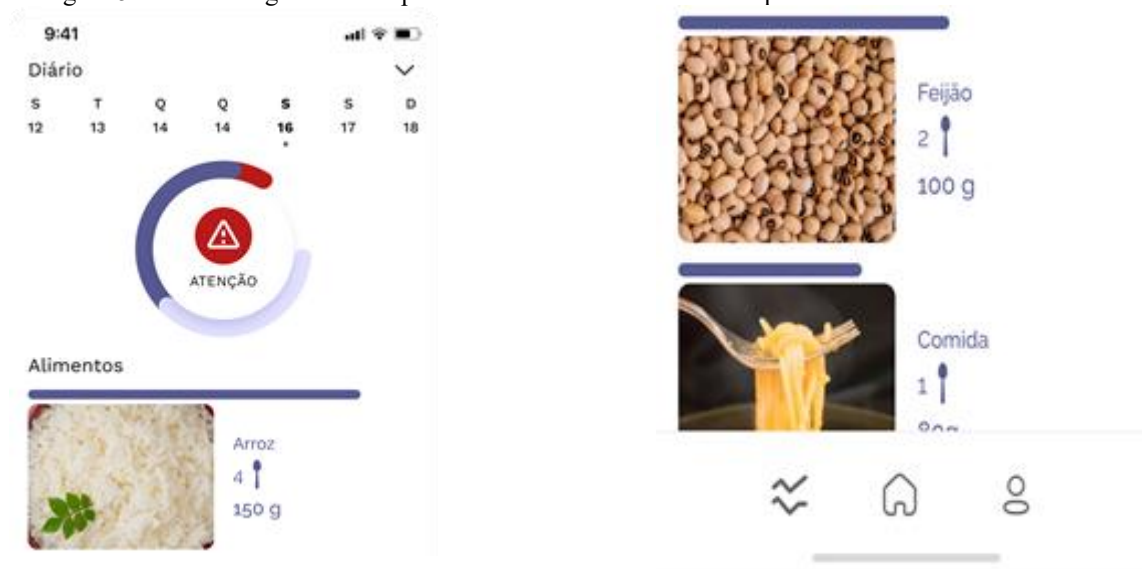 9:41
Diário
S T Q Q S S D
12 13 14 14 16 17 18
ATENÇÃO
Alimentos
Arroz
4
150 g
Feijão
2
100 g
Comida
1